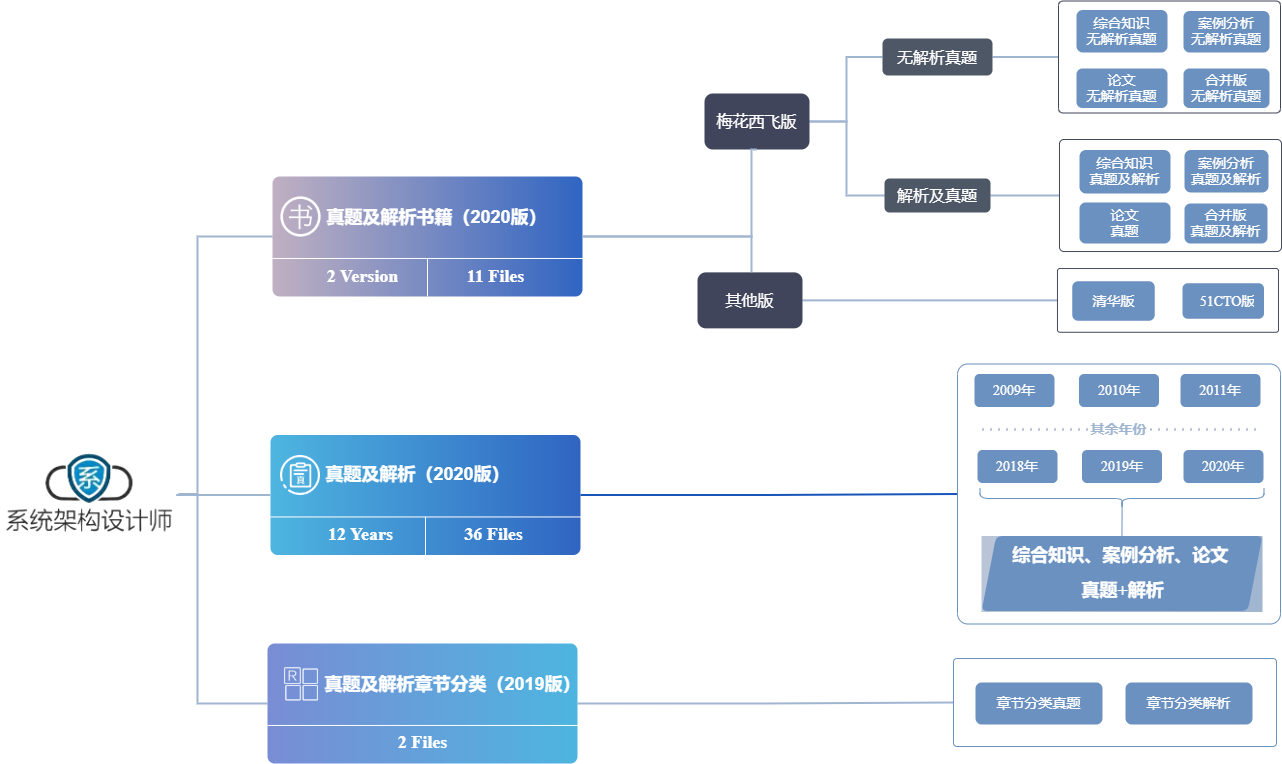 系
系统架构设计师
书
真题及解析书籍（2020版）
2 Version
11 Files
梅花西飞版
无解析真题
综合知识
无解析真题
案例分析
无解析真题
论文
无解析真题
合并版
无解析真题
解析及真题
综合知识
真题及解析
案例分析
真题及解析
论文
真题
合并版
真题及解析
其他版
清华版
51CTO版
真
真题及解析（2020版）
12 Years
36 Files
2009年
2010年
2011年
其余年份
2018年
2019年
2020年
综合知识、案例分析、论文
真题+解析
R
真题及解析章节分类（2019版）
2 Files
章节分类真题
章节分类解析